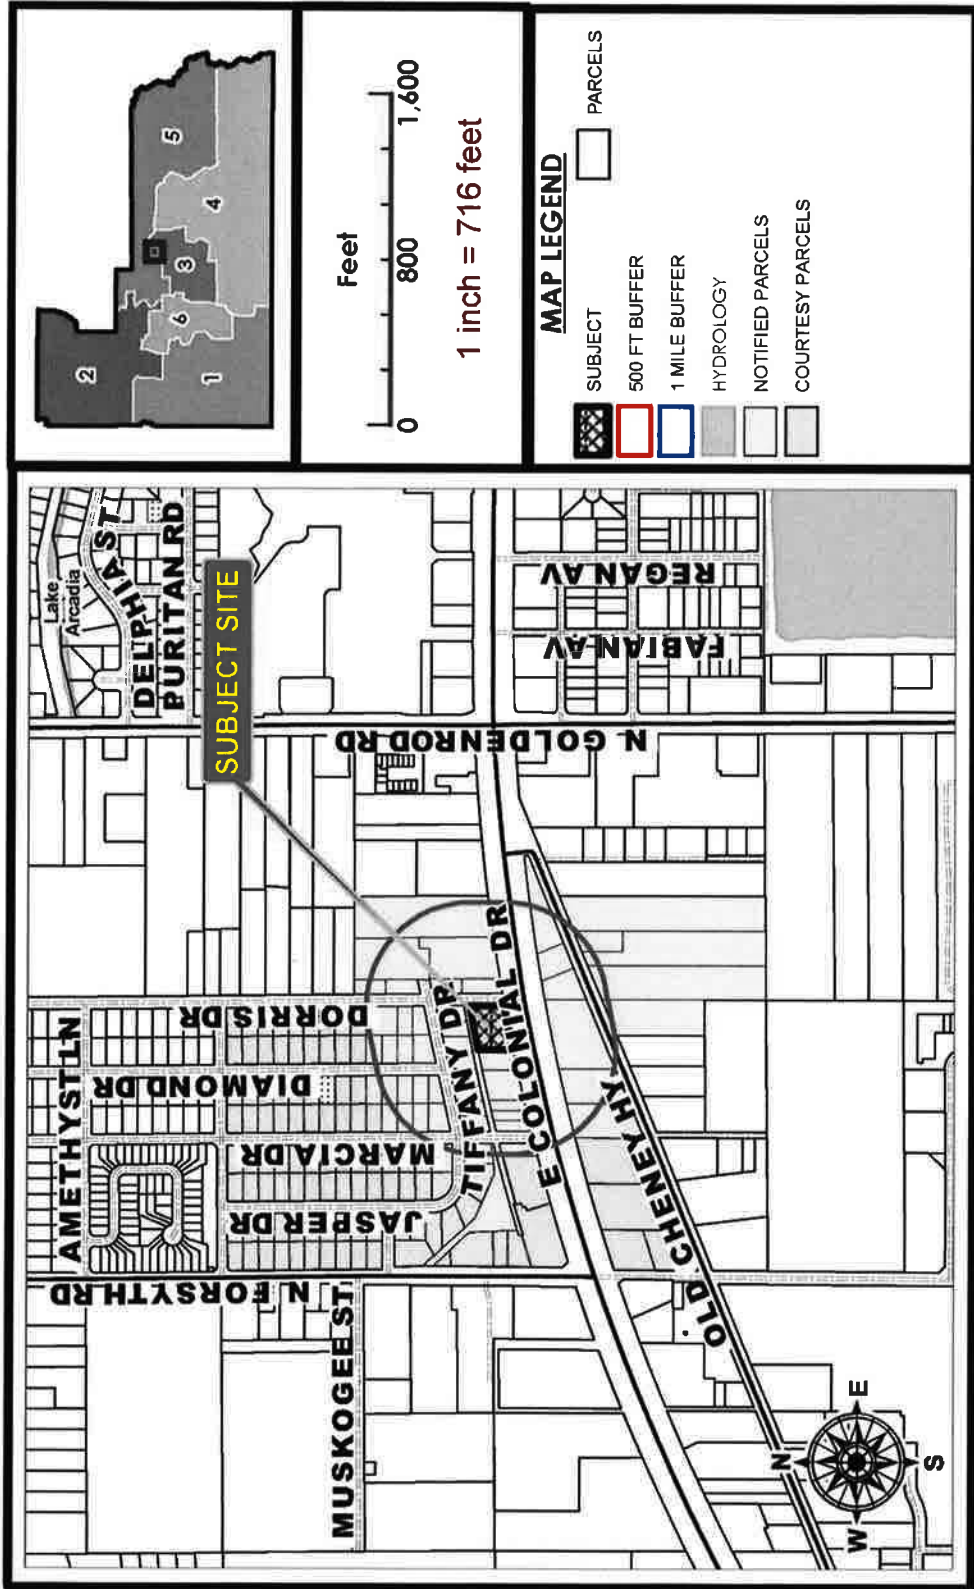 AMETHYST LN
DORRIS DR
DIAMOND DR
MARCIA DR
JASPER DR
TIFFANY DR
E COLONIAL DR
OLD CHENEY HY
N FORSYTH RD
MUSKOGEE ST
N GOLDENROD RD
Lake
Arcadia
DELPHIA ST
PURITAN RD
SUBJECT SITE
REGAN AV
FABIAN AV
N
W
E
S
2
1
6
3
5
4
Feet
0
800
1,600
1 inch = 716 feet
MAP LEGEND
SUBJECT
PARCELS
500 FT BUFFER
1 MILE BUFFER
HYDROLOGY
NOTIFIED PARCELS
COURTESY PARCELS